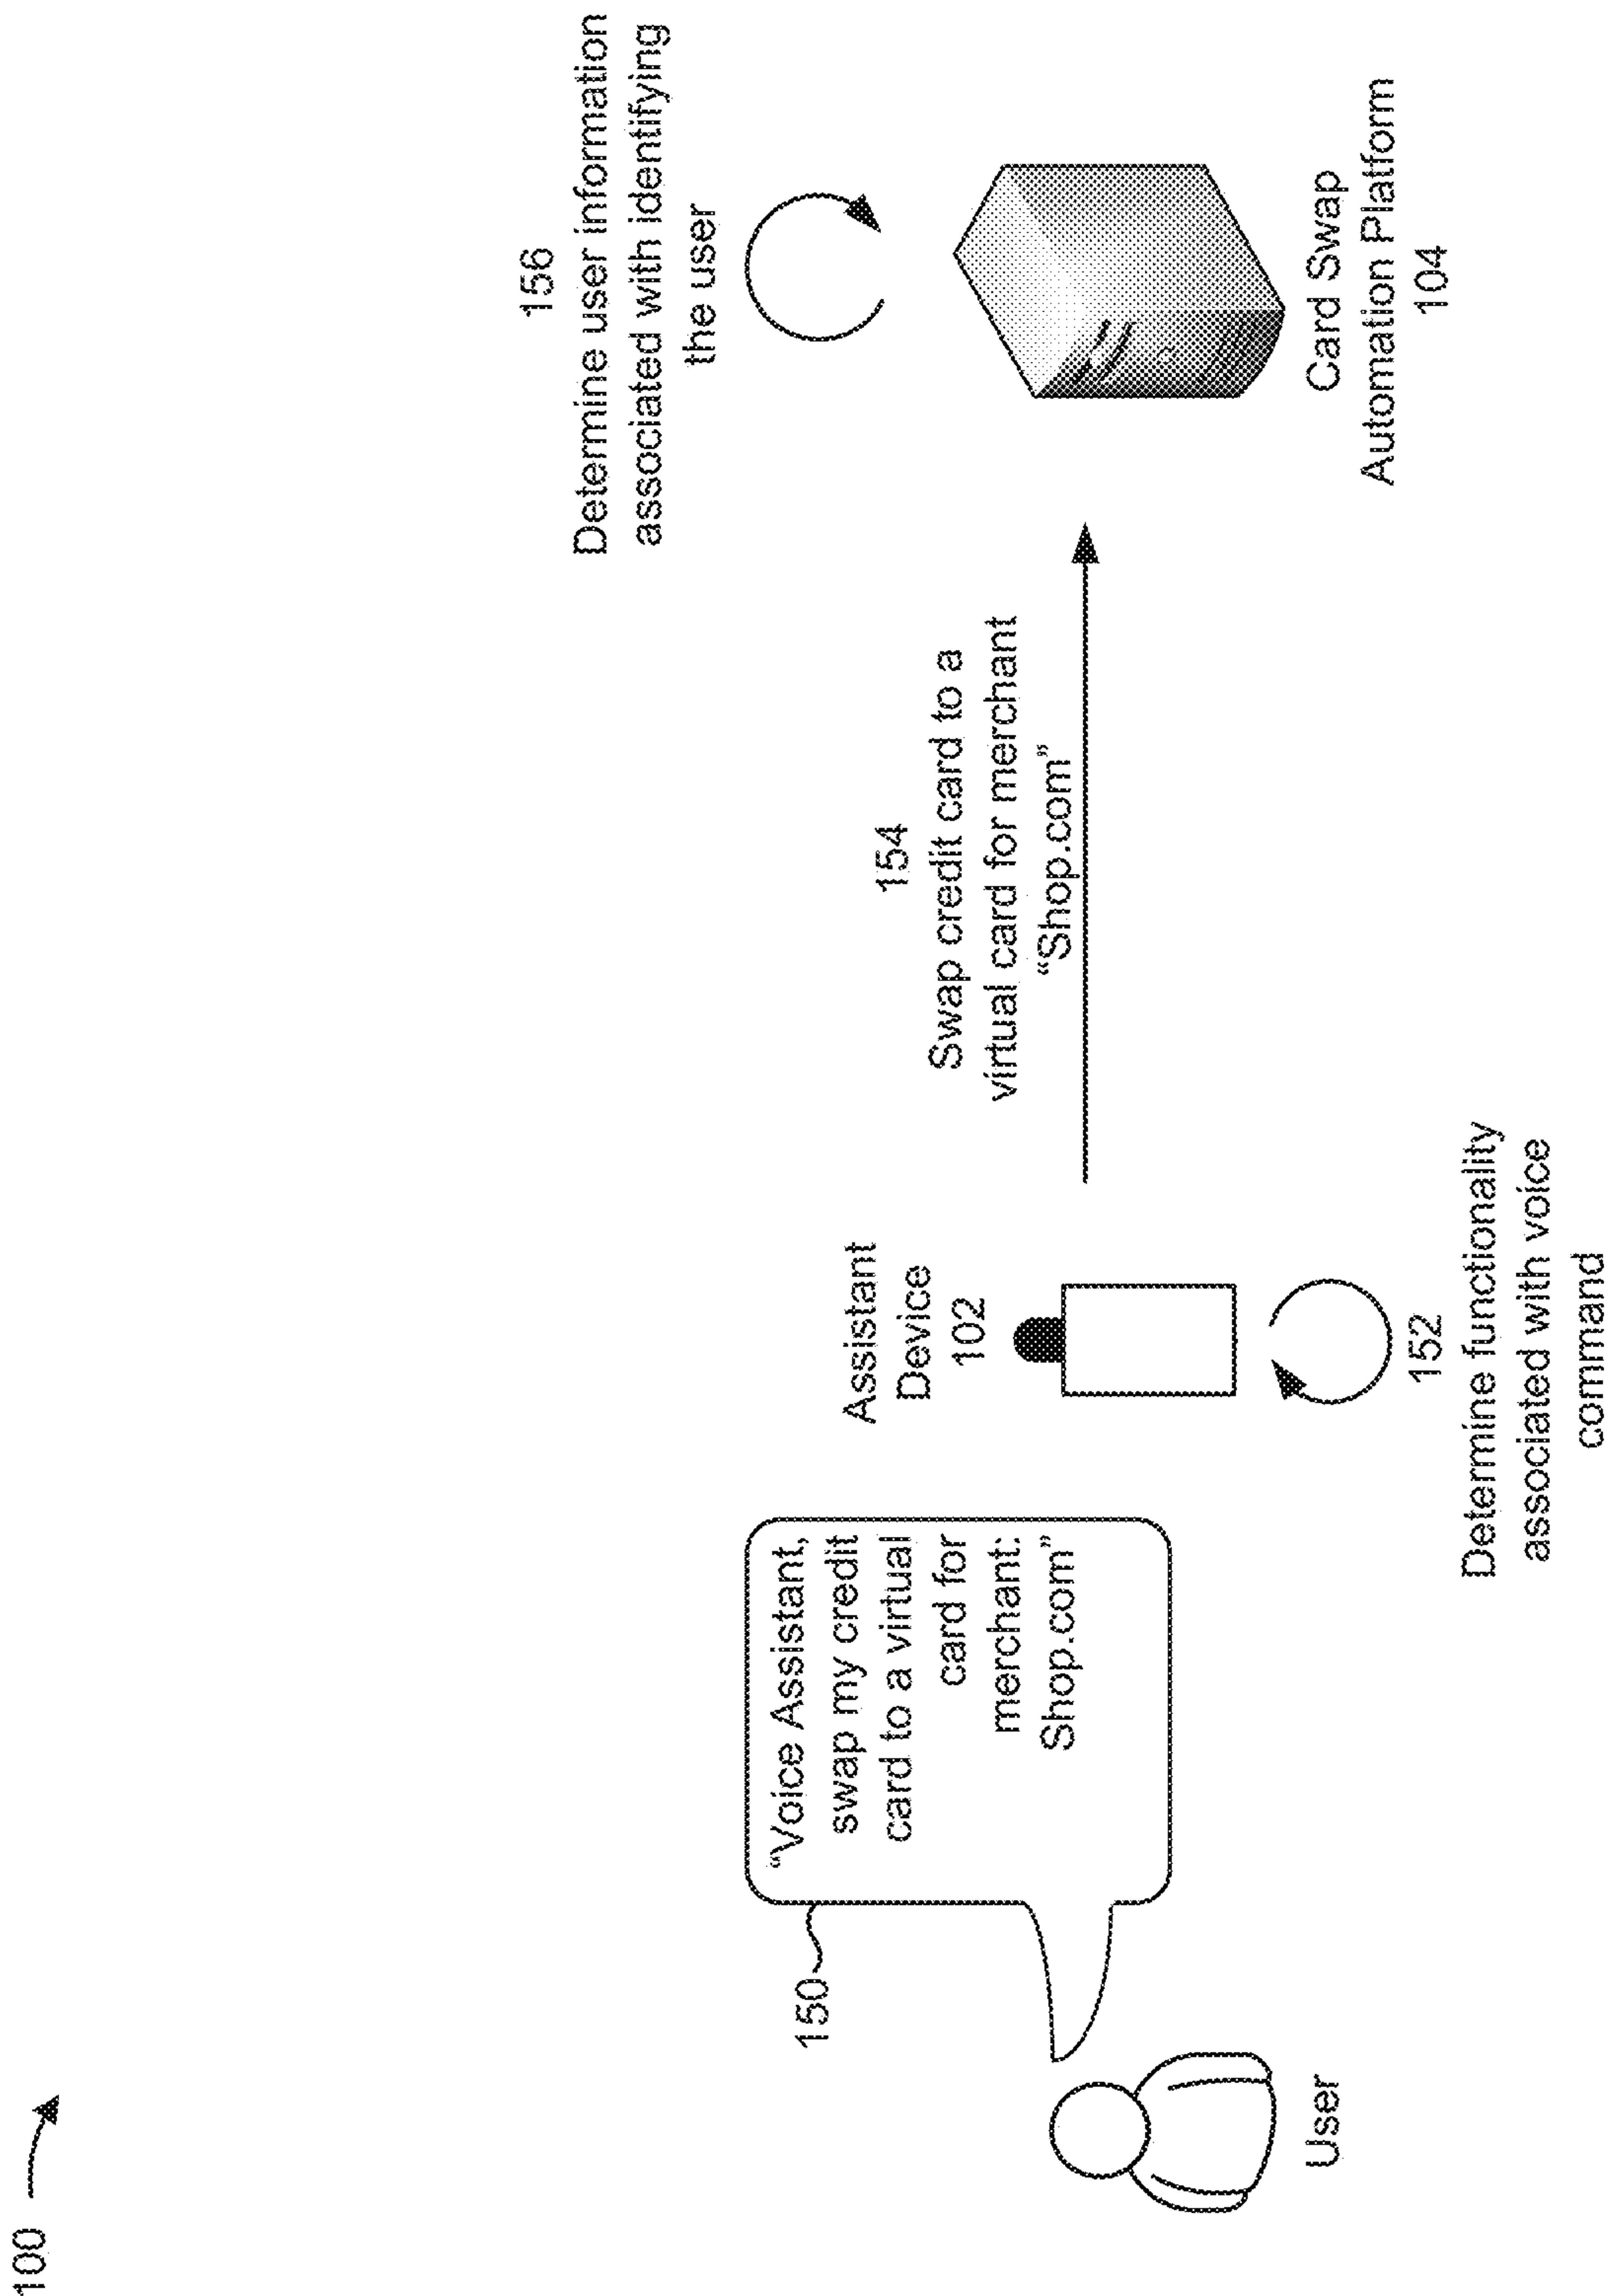 100
150
"Voice Assistant,
swap my credit
card to a virtual
card for
merchant:
Shop.com"
User
Assistant
Device
102
152
Determine functionality
associated with voice
command
154
Swap credit card to a
virtual card for merchant
"Shop.com"
156
Determine user information
associated with identifying
the user
Card Swap
Automation Platform
104